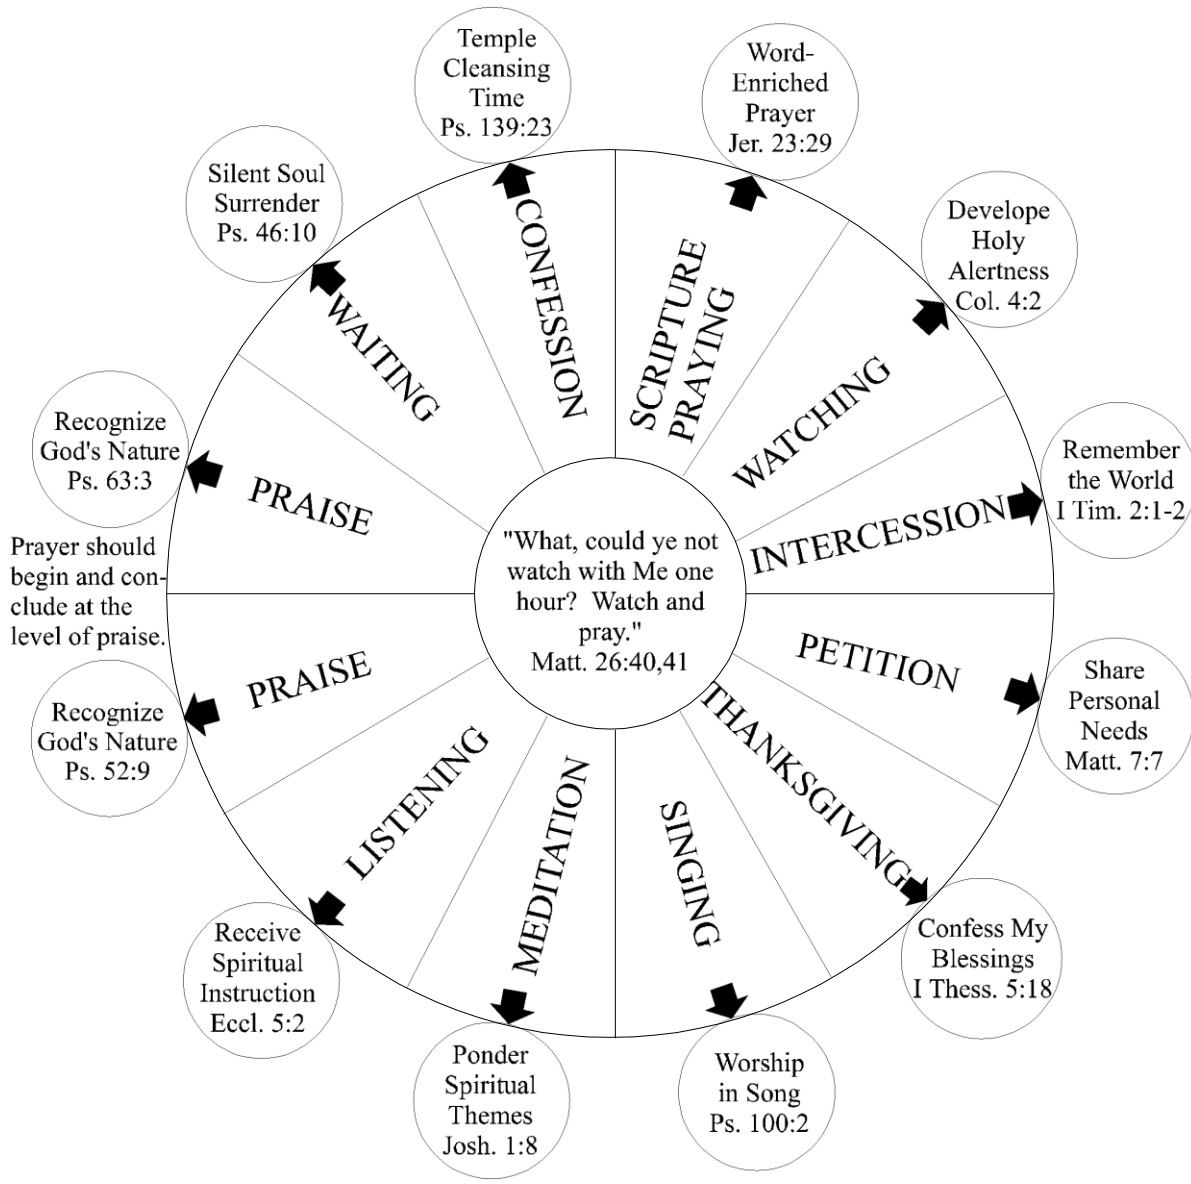 Temple
Cleansing
Time
Ps. 139:23
Word-
Enriched
Prayer
Jer. 23:29
Silent Soul
Surrender
Ps. 46:10
Develope
Holy
Alertness
Col. 4:2
Recognize
God's Nature
Ps. 63:3
Remember
the World
I Tim. 2:1-2
Prayer should
begin and con-
clude at the
level of praise.
Recognize
God's Nature
Ps. 52:9
Share
Personal
Needs
Matt. 7:7
Receive
Spiritual
Instruction
Eccl. 5:2
Confess My
Blessings
I Thess. 5:18
Ponder
Spiritual
Themes
Josh. 1:8
Worship
in Song
Ps. 100:2
PRAISE
WAITING
CONFESSION
SCRIPTURE
PRAYING
WATCHING
INTERCESSION
PETITION
THANKSGIVING
SINGING
MEDITATION
LISTENING
PRAISE
"What, could ye not
watch with Me one
hour?  Watch and
pray."
Matt. 26:40,41